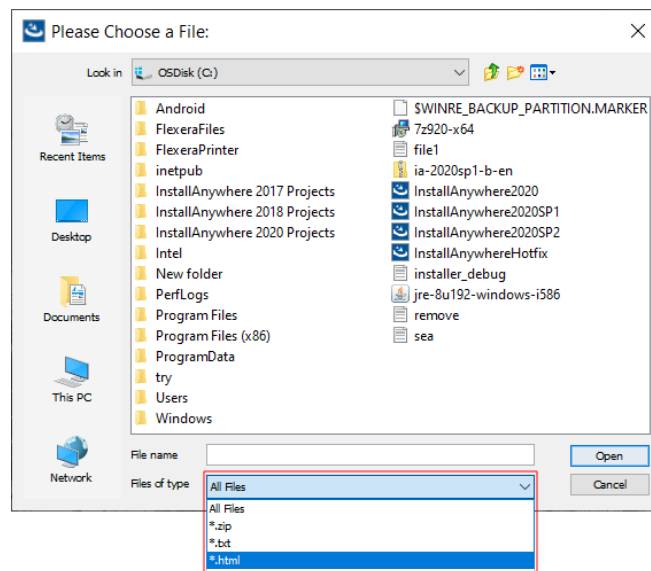 Please Choose a File:
Look in
OSDisk (C:)
Recent Items
Desktop
Documents
This PC
Network
Android
FlexeraFiles
FlexeraPrinter
inetpub
InstallAnywhere 2017 Projects
InstallAnywhere 2018 Projects
InstallAnywhere 2020 Projects
Intel
New folder
PerfLogs
Program Files
Program Files (x86)
ProgramData
try
Users
Windows
$WINRE_BACKUP_PARTITION.MARKER
7z920-x64
file1
ia-2020sp1-b-en
InstallAnywhere2020
InstallAnywhere2020SP1
InstallAnywhere2020SP2
InstallAnywhereHotfix
installer_debug
jre-8u192-windows-i586
remove
sea
File name
Open
Files of type
All Files
Cancel
All Files
*.zip
*.txt
*.html